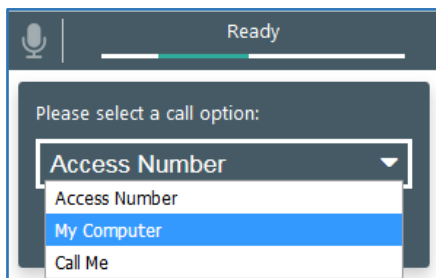 Ready
Please select a call option:
Access Number
Access Number
My Computer
Call Me